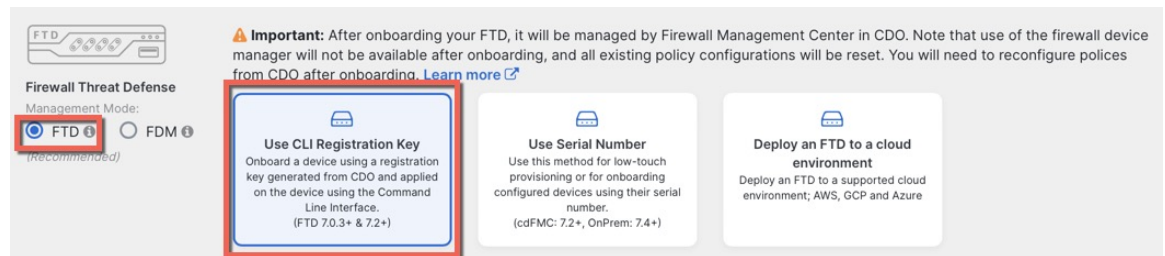 FTD
Firewall Threat Defense
Management Mode:
FTD FDM
(Recommended)
Important: After onboarding your FTD, it will be managed by Firewall Management Center in CDO. Note that use of the firewall device
manager will not be available after onboarding, and all existing policy configurations will be reset. You will need to reconfigure polices
from CDO after onboarding. Learn more
Use CLI Registration Key
Onboard a device using a registration
key generated from CDO and applied
on the device using the Command
Line Interface.
(FTD 7.0.3+ & 7.2+)
Use Serial Number
Use this method for low-touch
provisioning or for onboarding
configured devices using their serial
number.
(cdFMC: 7.2+, OnPrem: 7.4+)
Deploy an FTD to a cloud
environment
Deploy an FTD to a supported cloud
environment; AWS, GCP and Azure